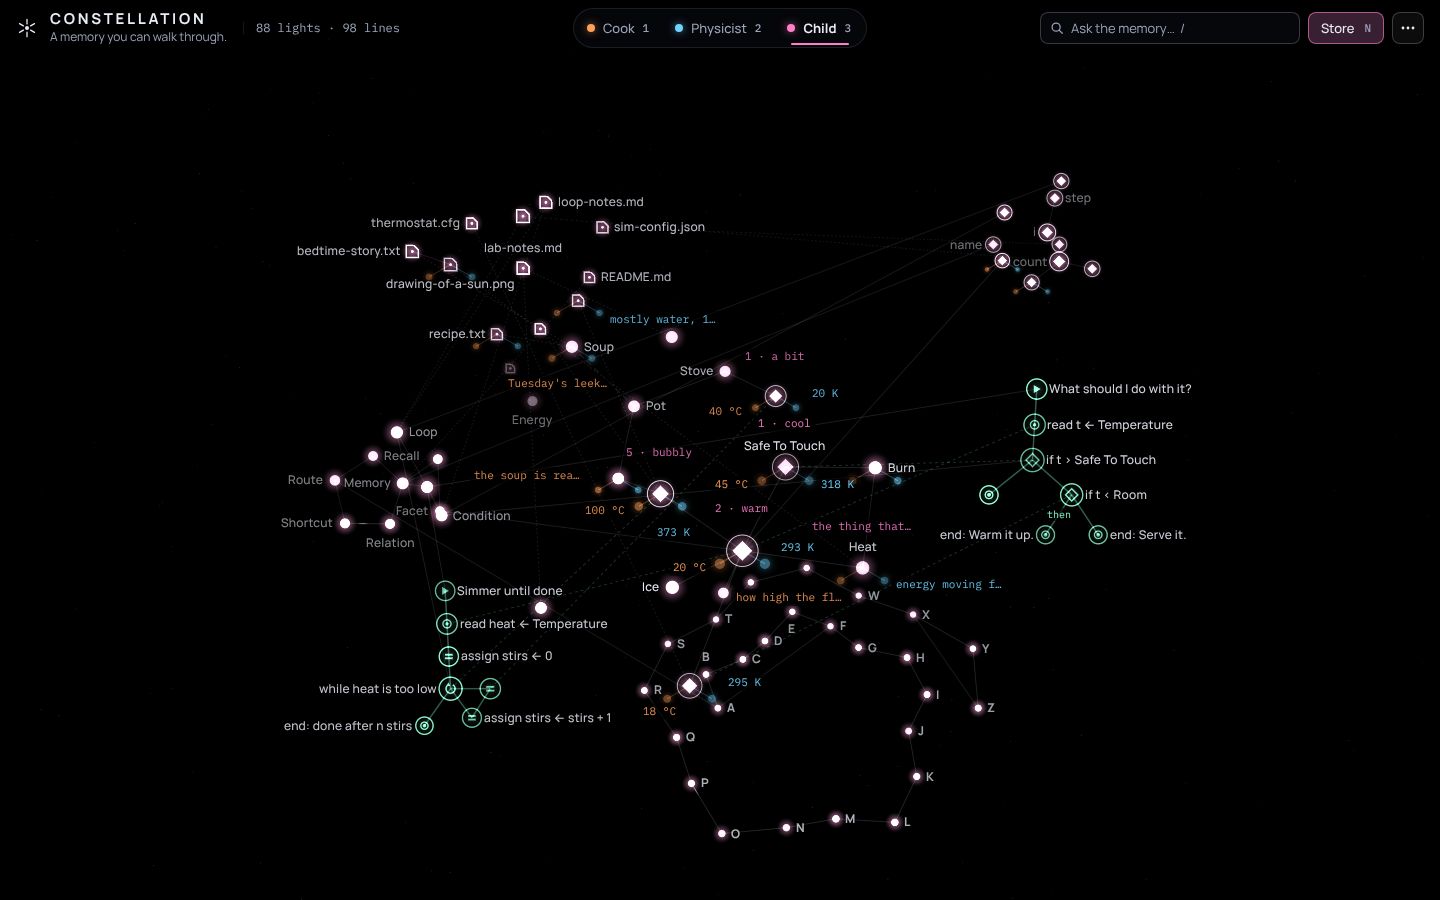 CONSTELLATION
A memory you can walk through.
88 lights · 98 lines
Cook 1
Physicist 2
Child 3
Ask the memory… /
Store N
step
loop-notes.md
thermostat.cfg
sim-config.json
i
name
bedtime-story.txt
lab-notes.md
count
README.md
drawing-of-a-sun.png
mostly water, 1…
recipe.txt
Soup
1 · a bit
Stove
Tuesday's leek…
What should I do with it?
20 K
Pot
40 °C
Energy
1 · cool
read t ← Temperature
Loop
Safe To Touch
5 · bubbly
Recall
if t > Safe To Touch
Burn
the soup is rea…
Route
Memory
45 °C
318 K
if t < Room
100 °C
2 · warm
Facet
then
Condition
Shortcut
the thing that…
373 K
end: Warm it up.
end: Serve it.
Relation
293 K
Heat
20 °C
energy moving f…
Ice
Simmer until done
how high the fl…
W
X
T
read heat ← Temperature
E
F
S
D
G
Y
assign stirs ← 0
B
C
H
295 K
while heat is too low
R
I
18 °C
A
Z
assign stirs ← stirs + 1
end: done after n stirs
J
Q
K
P
M
L
N
O